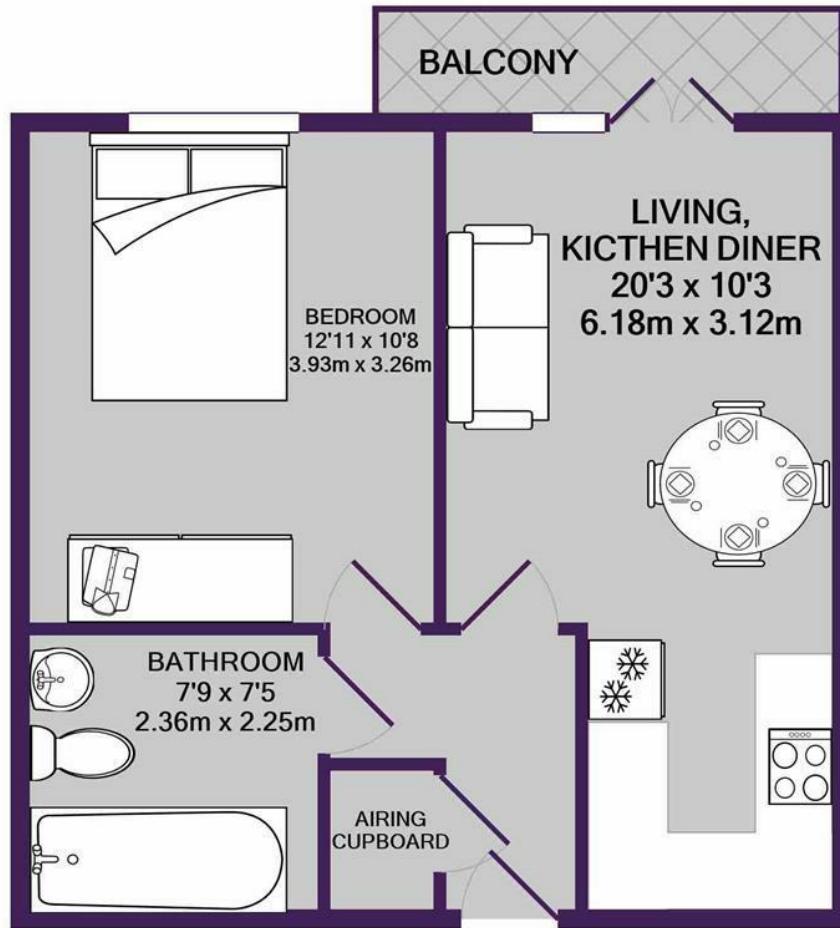 BALCONY
LIVING,
KICTHEN DINER
20'3 x 10'3
6.18m x 3.12m
BEDROOM
12'11 x 10'8
3.93m x 3.26m
BATHROOM
7'9 x 7'5
2.36m x 2.25m
AIRING
CUPBOARD